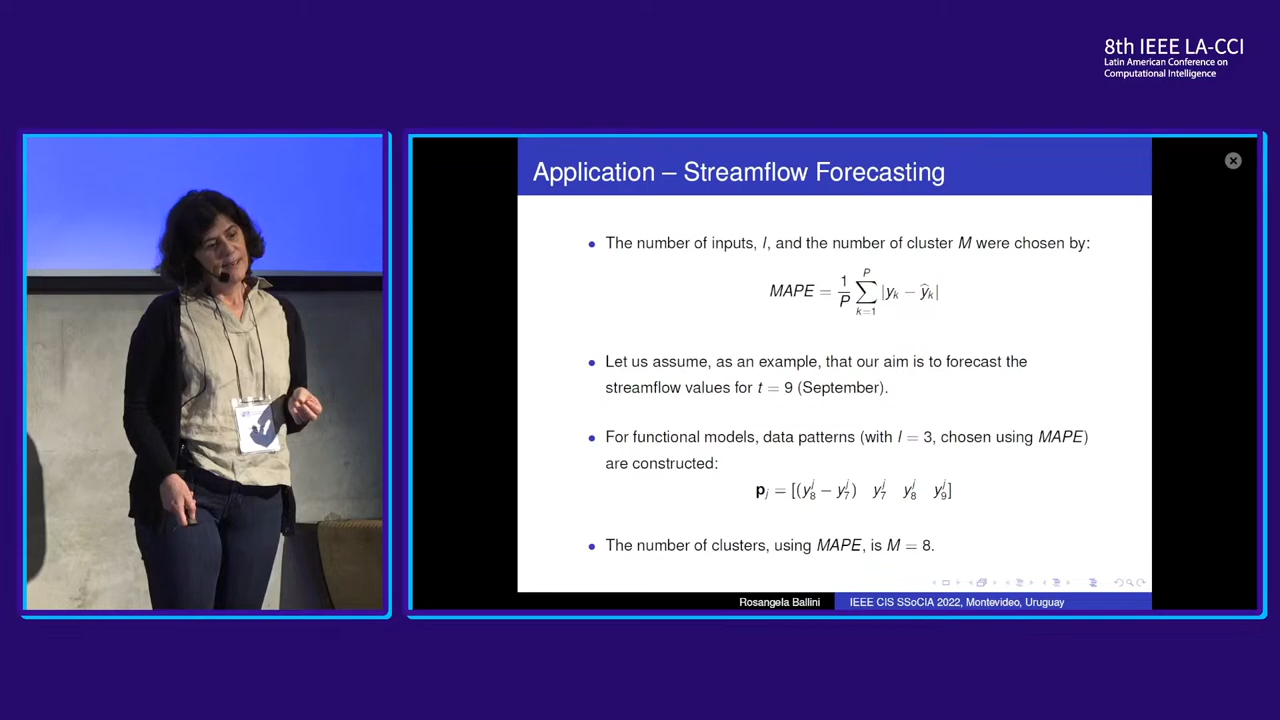 8th IEEE LA-CCI
Latin American Conference on
Computational Intelligence
Application – Streamflow Forecasting
• The number of inputs, I, and the number of cluster M were chosen by:
MAPE = \frac{1}{P} \sum_{k=1}^{P} |y_k − \hat{y}_k|
• Let us assume, as an example, that our aim is to forecast the
streamflow values for t = 9 (September).
• For functional models, data patterns (with I = 3, chosen using MAPE)
are constructed:
p_j = [(y_8^j − y_7^j) y_7^j y_8^j y_9^j]
• The number of clusters, using MAPE, is M = 8.
Rosangela Ballini IEEE CIS SSoCIA 2022, Montevideo, Uruguay